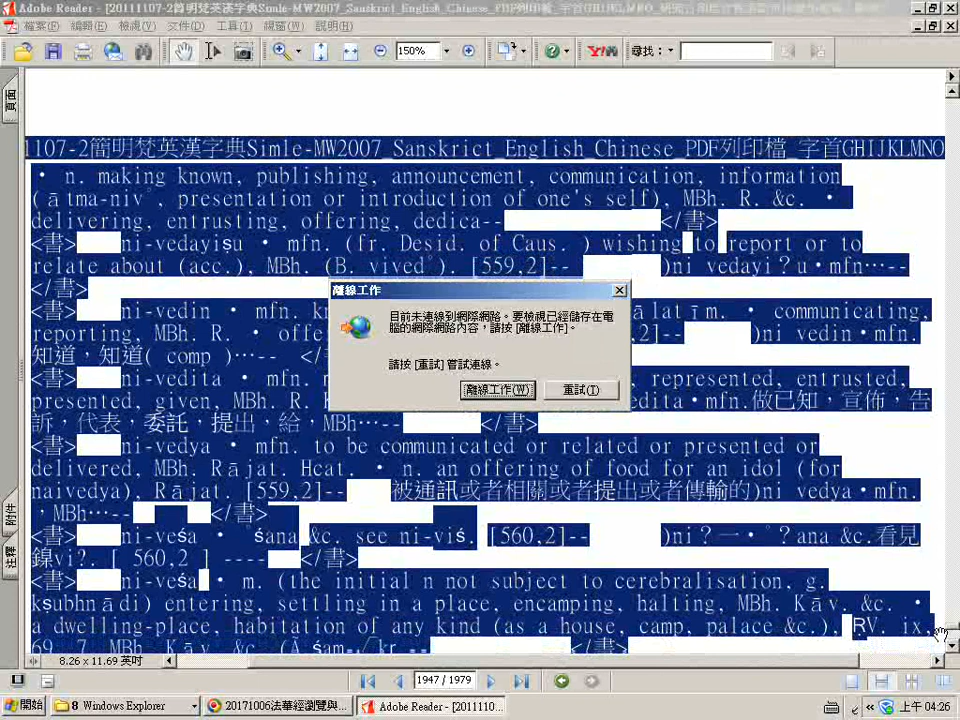 Adobe Reader - [20111107-2簡明梵英漢字典Simle-MW2007_Sanskrict_English_Chinese_PDF列印檔_字首GHIJKLMNO
檔案(F) 編輯(E) 檢視(V) 文件(D) 工具(T) 視窗(W) 說明(H)
150% Y! 尋找:
頁面
1107-2簡明梵英漢字典Simle-MW2007_Sanskrict_English_Chinese_PDF列印檔_字首GHIJKLMNO
• n. making known, publishing, announcement, communication, information
(ātma-niv°, presentation or introduction of one's self), MBh. R. &c. •
delivering, entrusting, offering, dedica-- </書>
<書> ni-vedayiṣu • mfn. (fr. Desid. of Caus. ) wishing to report or to
relate about (acc.), MBh. (B. vived°). [559,2]-- )ni vedayi？u•mfn…--
</書>
離線工作
目前未連線到網際網路。要檢視已經儲存在電
腦的網際網路內容，請按 [離線工作]。
請按 [重試] 嘗試連線。
離線工作(W) 重試(T)
<書> ni-vedin • mfn. ālatīm. • communicating,
reporting, MBh. R. • offe )ni vedin•mfn.
知道，知道( comp )…--
<書> ni-vedita • mfn. represented, entrusted,
presented, given, MBh. R. edita•mfn.做已知，宣佈，告
訴，代表，委託，提出，給，MBh…-- </書>
<書> ni-vedya • mfn. to be communicated or related or presented or
delivered, MBh. Rājat. Hcat. • n. an offering of food for an idol (for
naivedya), Rājat. [559,2]-- 被通訊或者相關或者提出或者傳輸的)ni vedya•mfn.
，MBh…-- </書>
<書> ni-veśa • °śana &c. see ni-viś. [560,2]-- )ni？一•？ana &c.看見
鎳vi?. [ 560,2 ] ---- </書>
<書> ni-veśa • m. (the initial n not subject to cerebralisation, g.
kṣubhnādi) entering, settling in a place, encamping, halting, MBh. Kāv. &c. •
a dwelling-place, habitation of any kind (as a house, camp, palace &c.), ṚV. ix,
69, 7, MBh. Kāv. &c.
附件
注釋
8.26 x 11.69 英吋
1947 / 1979
開始 8 Windows Explorer 20171006法華經瀏覽與... Adobe Reader - [2011110... 上午 04:26